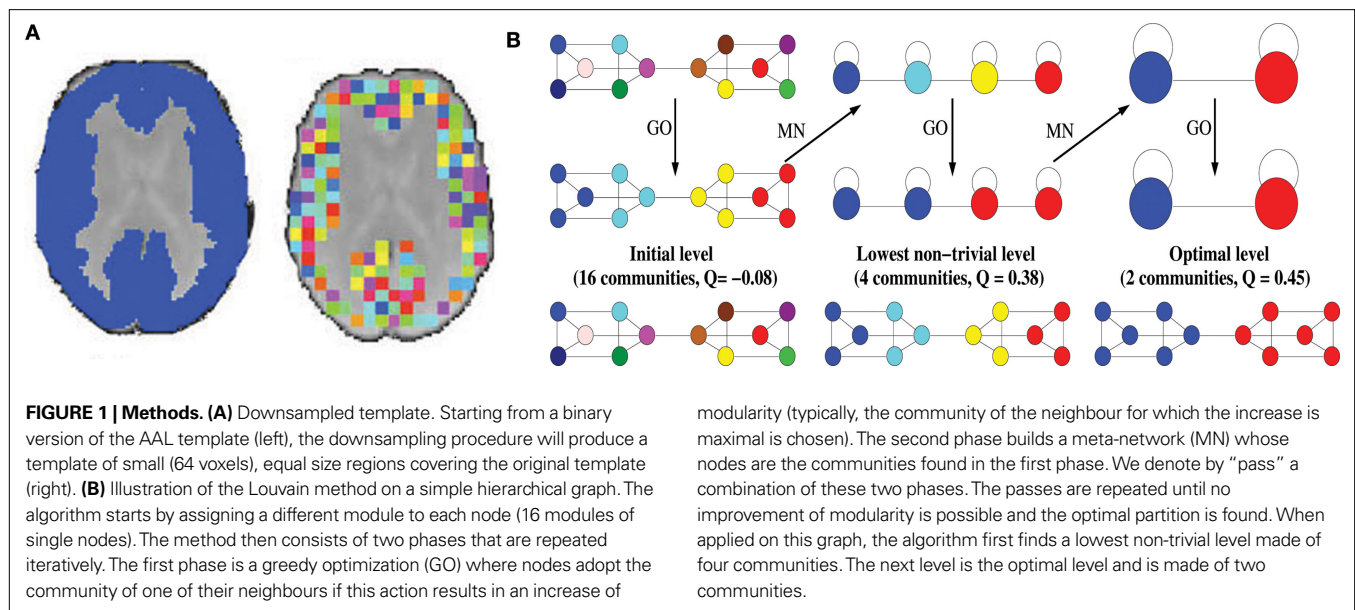 A
B
GO
MN
GO
MN
GO
Initial level
(16 communities, Q= −0.08)
Lowest non−trivial level
(4 communities, Q = 0.38)
Optimal level
(2 communities, Q = 0.45)
FIGURE 1 | Methods. (A) Downsampled template. Starting from a binary
version of the AAL template (left), the downsampling procedure will produce a
template of small (64 voxels), equal size regions covering the original template
(right). (B) Illustration of the Louvain method on a simple hierarchical graph. The
algorithm starts by assigning a different module to each node (16 modules of
single nodes). The method then consists of two phases that are repeated
iteratively. The first phase is a greedy optimization (GO) where nodes adopt the
community of one of their neighbours if this action results in an increase of
modularity (typically, the community of the neighbour for which the increase is
maximal is chosen). The second phase builds a meta-network (MN) whose
nodes are the communities found in the first phase. We denote by “pass” a
combination of these two phases. The passes are repeated until no
improvement of modularity is possible and the optimal partition is found. When
applied on this graph, the algorithm first finds a lowest non-trivial level made of
four communities. The next level is the optimal level and is made of two
communities.